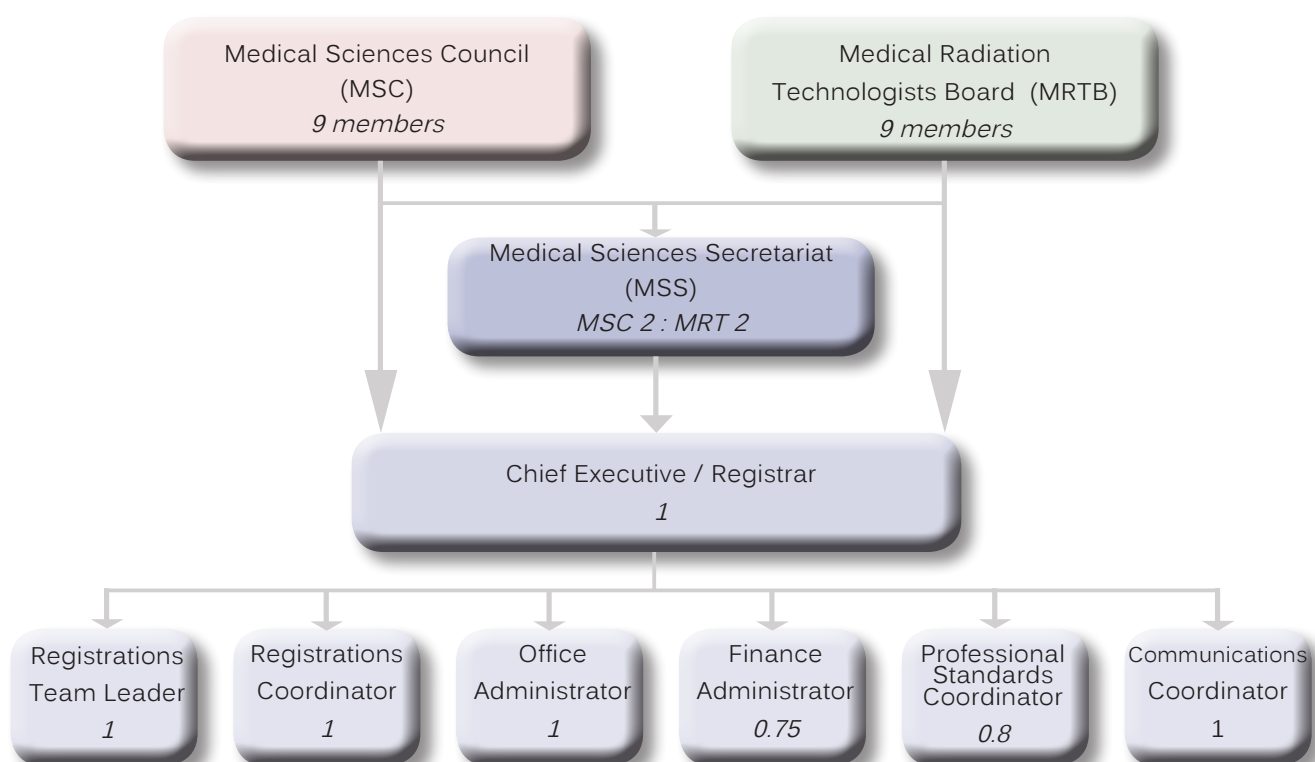 Medical Sciences Council
(MSC)
9 members
Medical Radiation
Technologists Board (MRTB)
9 members
Medical Sciences Secretariat
(MSS)
MSC 2 : MRT 2
Chief Executive / Registrar
1
Registrations
Team Leader
1
Registrations
Coordinator
1
Office
Administrator
1
Finance
Administrator
0.75
Professional
Standards
Coordinator
0.8
Communications
Coordinator
1